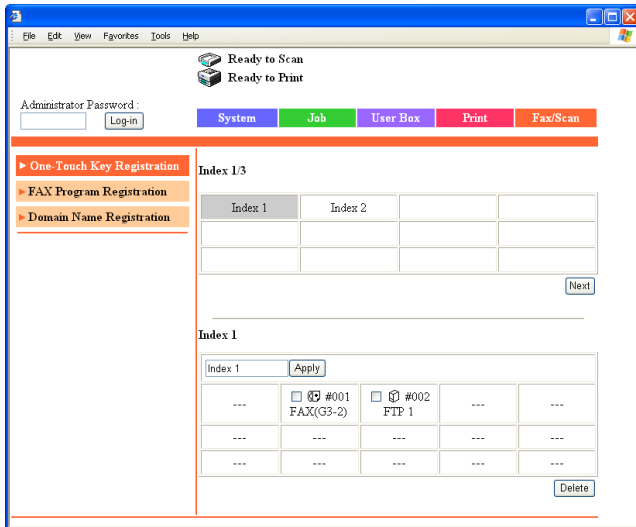 File Edit View Favorites Tools Help
Ready to Scan
Ready to Print
Administrator Password :
Log-in
System Job User Box Print Fax/Scan
One-Touch Key Registration
FAX Program Registration
Domain Name Registration
Index 1/3
Index 1 Index 2
Next
Index 1
Index 1 Apply
--- #001 #002 --- ---
FAX(G3-2) FTP 1
--- --- --- --- ---
--- --- --- --- ---
Delete